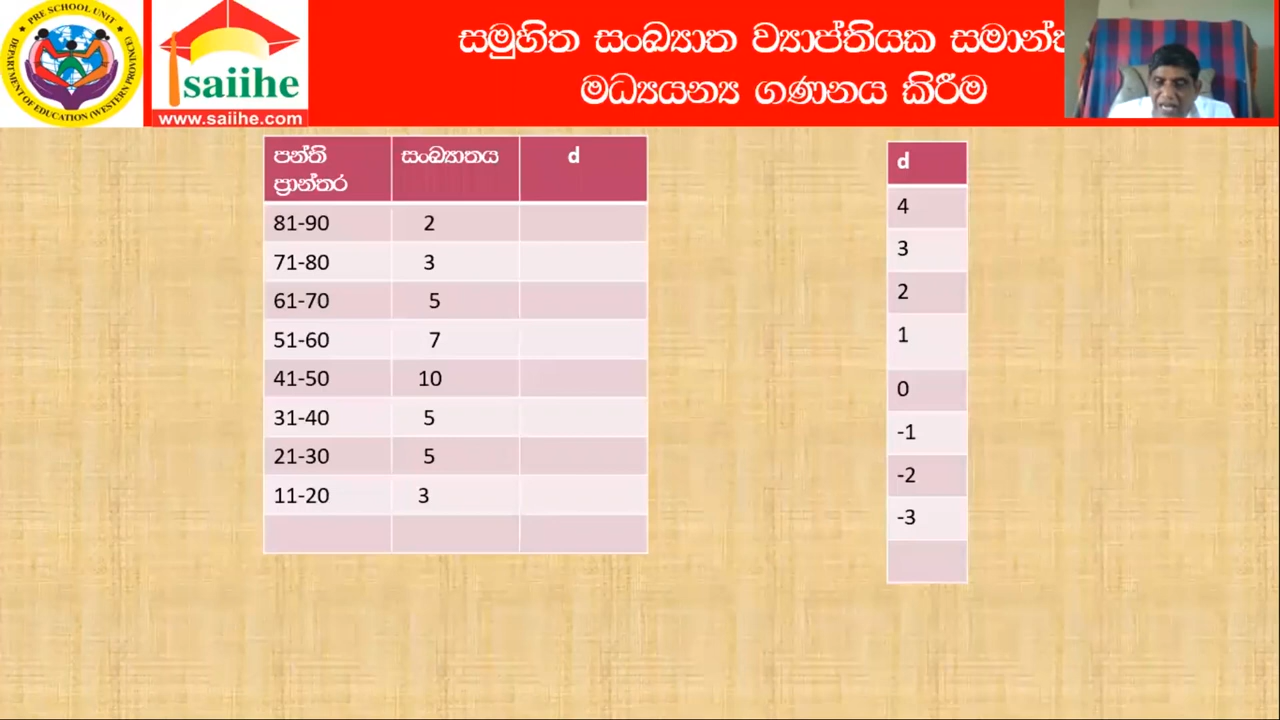 PRE SCHOOL UNIT
DEPARTMENT OF EDUCATION (WESTERN PROVINCE)
saiihe
www.saiihe.com
සමුහිත සංඛ්‍යාත ව්‍යාප්තියක
මධ්‍යයන්‍ය ගණනය කිරීම
පන්ති ප්‍රාන්තර සංඛ්‍යාතය d
81-90 2
71-80 3
61-70 5
51-60 7
41-50 10
31-40 5
21-30 5
11-20 3
d
4
3
2
1
0
-1
-2
-3